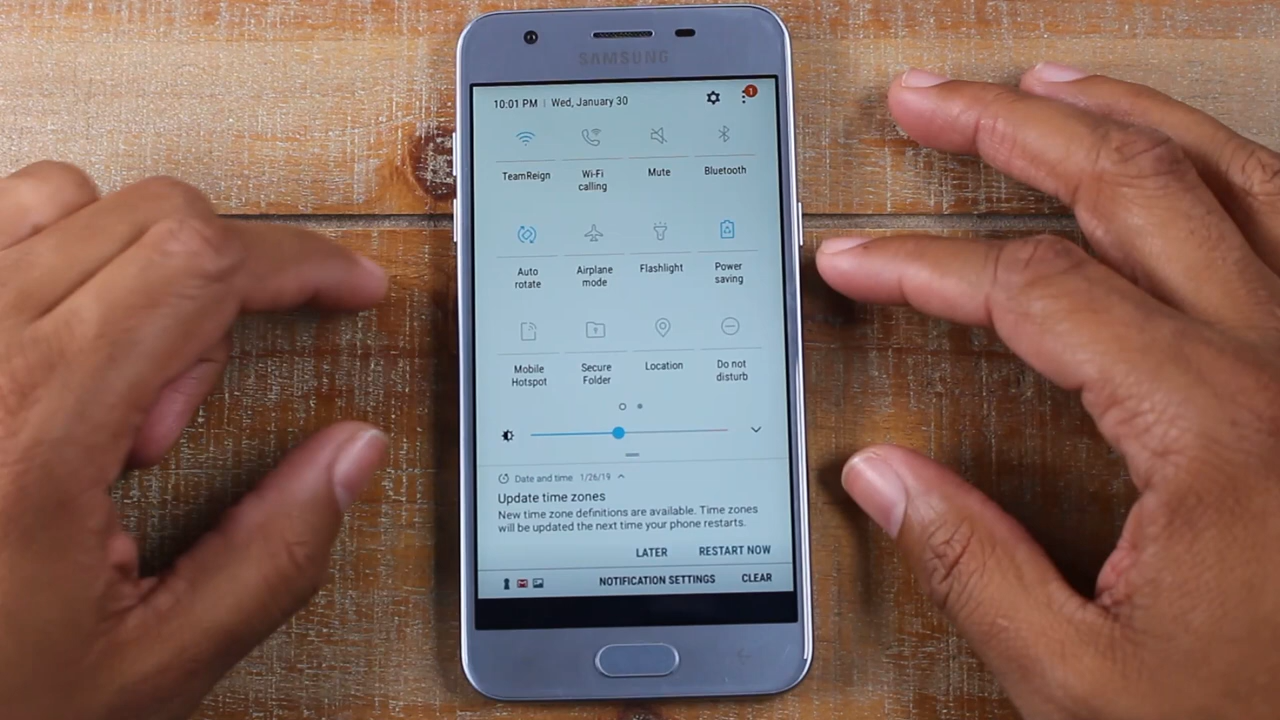 SAMSUNG
10:01 PM | Wed, January 30
1
TeamReign
Wi-Fi
calling
Mute
Bluetooth
Auto
rotate
Airplane
mode
Flashlight
Power
saving
Mobile
Hotspot
Secure
Folder
Location
Do not
disturb
Date and time 1/26/19
Update time zones
New time zone definitions are available. Time zones
will be updated the next time your phone restarts.
LATER RESTART NOW
NOTIFICATION SETTINGS CLEAR